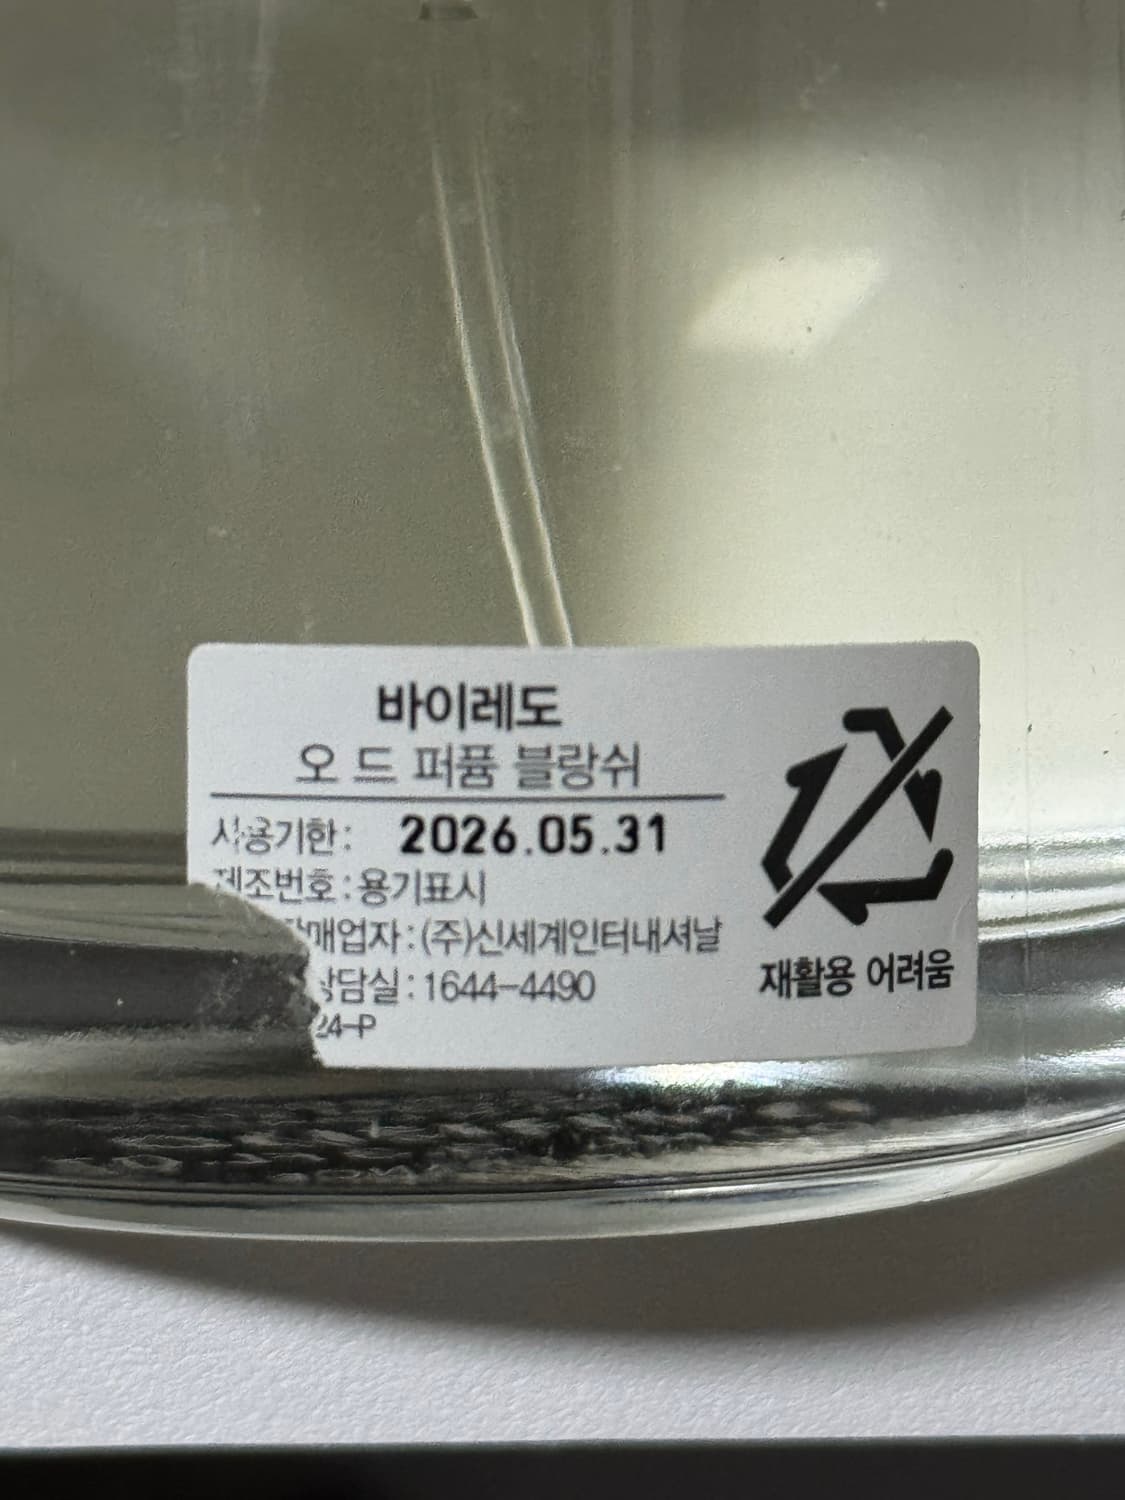 바이레도
오 드 퍼퓸 블랑쉬
사용기한: 2026.05.31
제조번호:용기표시
판매업자:(주)신세계인터내셔날
상담실:1644-4490
24-P
재활용 어려움